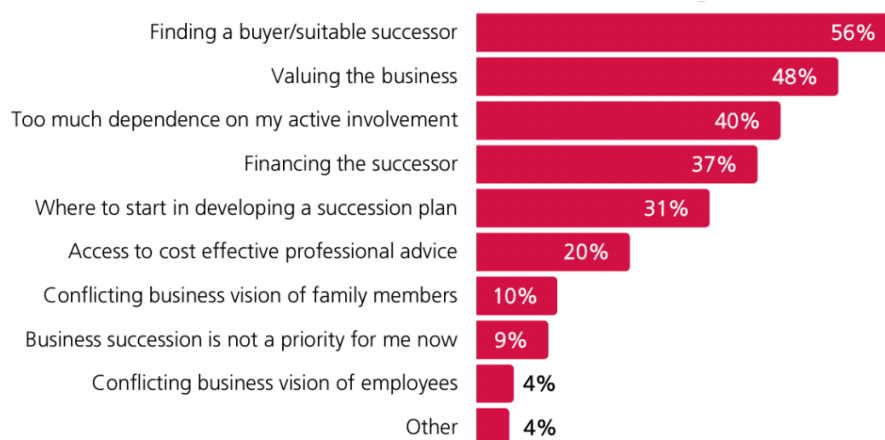 Finding a buyer/suitable successor 56%
Valuing the business 48%
Too much dependence on my active involvement 40%
Financing the successor 37%
Where to start in developing a succession plan 31%
Access to cost effective professional advice 20%
Conflicting business vision of family members 10%
Business succession is not a priority for me now 9%
Conflicting business vision of employees 4%
Other 4%